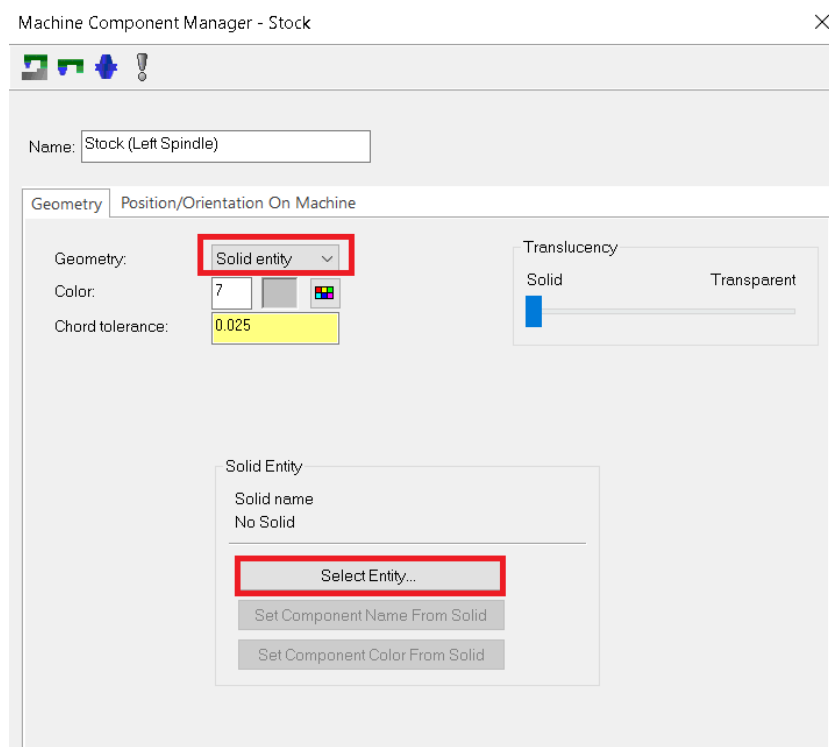 Machine Component Manager - Stock
Name: Stock (Left Spindle)
Geometry Position/Orientation On Machine
Geometry: Solid entity
Color: 7
Chord tolerance: 0.025
Translucency
Solid Transparent
Solid Entity
Solid name
No Solid
Select Entity...
Set Component Name From Solid
Set Component Color From Solid